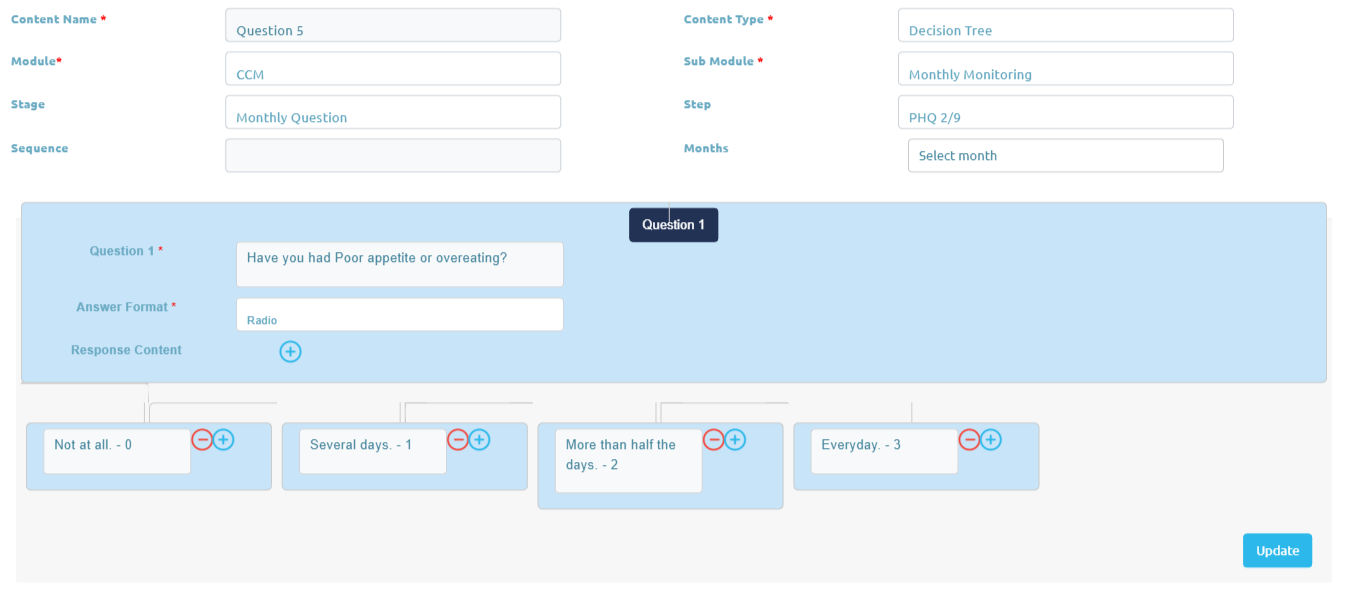 Content Name *
Question 5
Content Type *
Decision Tree
Module*
CCM
Sub Module *
Monthly Monitoring
Stage
Monthly Question
Step
PHQ 2/9
Sequence
Months
Select month
Question 1
Question 1 *
Have you had Poor appetite or overeating?
Answer Format *
Radio
Response Content
Not at all. - 0
Several days. - 1
More than half the
days. - 2
Everyday. - 3
Update